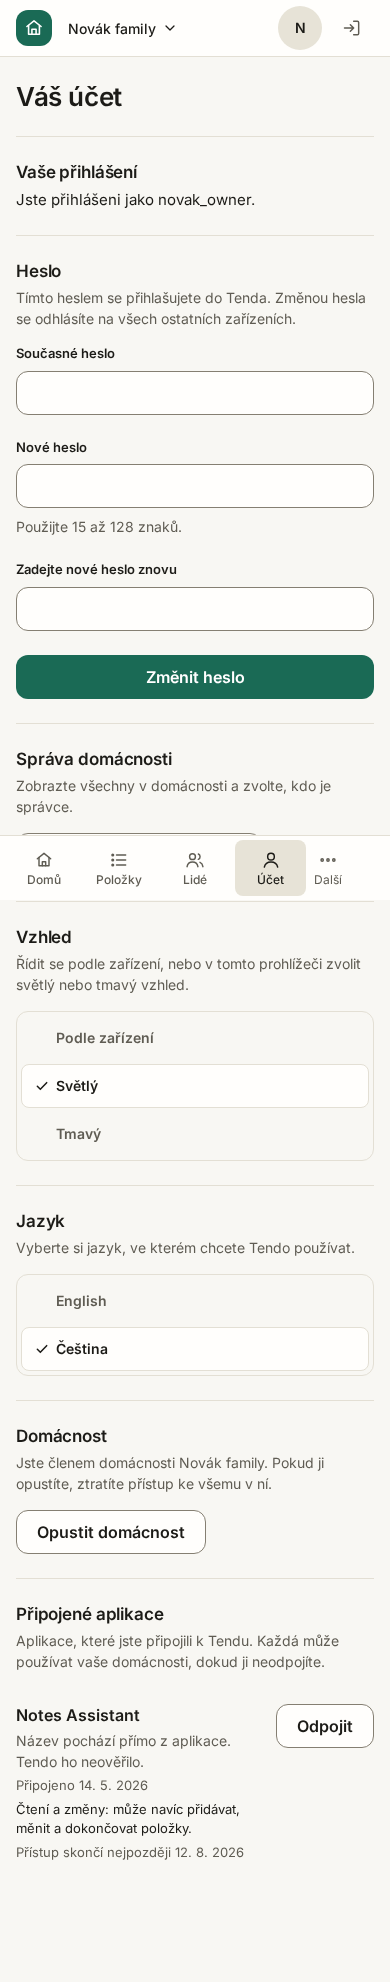 Novák family
N
Váš účet
Vaše přihlášení
Jste přihlášeni jako novak_owner.
Heslo
Tímto heslem se přihlašujete do Tenda. Změnou hesla
se odhlásíte na všech ostatních zařízeních.
Současné heslo
Nové heslo
Použijte 15 až 128 znaků.
Zadejte nové heslo znovu
Změnit heslo
Správa domácnosti
Zobrazte všechny v domácnosti a zvolte, kdo je
správce.
Domů
Položky
Lidé
Účet
Další
Vzhled
Řídit se podle zařízení, nebo v tomto prohlížeči zvolit
světlý nebo tmavý vzhled.
Podle zařízení
Světlý
Tmavý
Jazyk
Vyberte si jazyk, ve kterém chcete Tendo používat.
English
Čeština
Domácnost
Jste členem domácnosti Novák family. Pokud ji
opustíte, ztratíte přístup ke všemu v ní.
Opustit domácnost
Připojené aplikace
Aplikace, které jste připojili k Tendu. Každá může
používat vaše domácnosti, dokud ji neodpojíte.
Notes Assistant
Odpojit
Název pochází přímo z aplikace.
Tendo ho neověřilo.
Připojeno 14. 5. 2026
Čtení a změny: může navíc přidávat,
měnit a dokončovat položky.
Přístup skončí nejpozději 12. 8. 2026